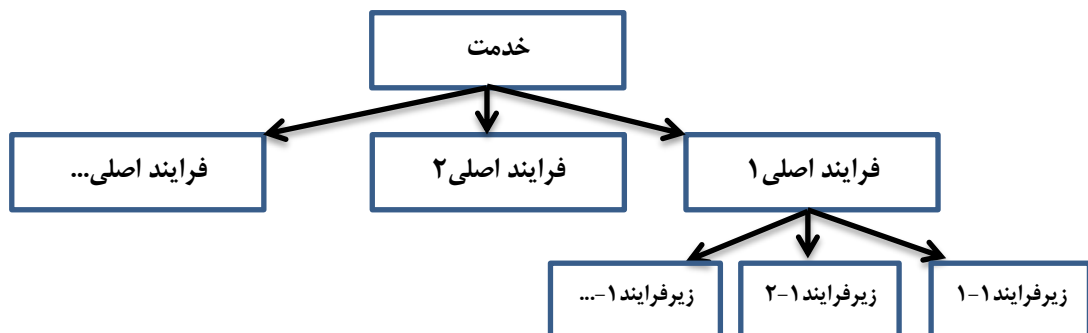 خدمت
فرایند اصلی۱
فرایند اصلی۲
فرایند اصلی...
زیرفرایند۱-۱
زیرفرایند۱-۲
زیرفرایند۱-...